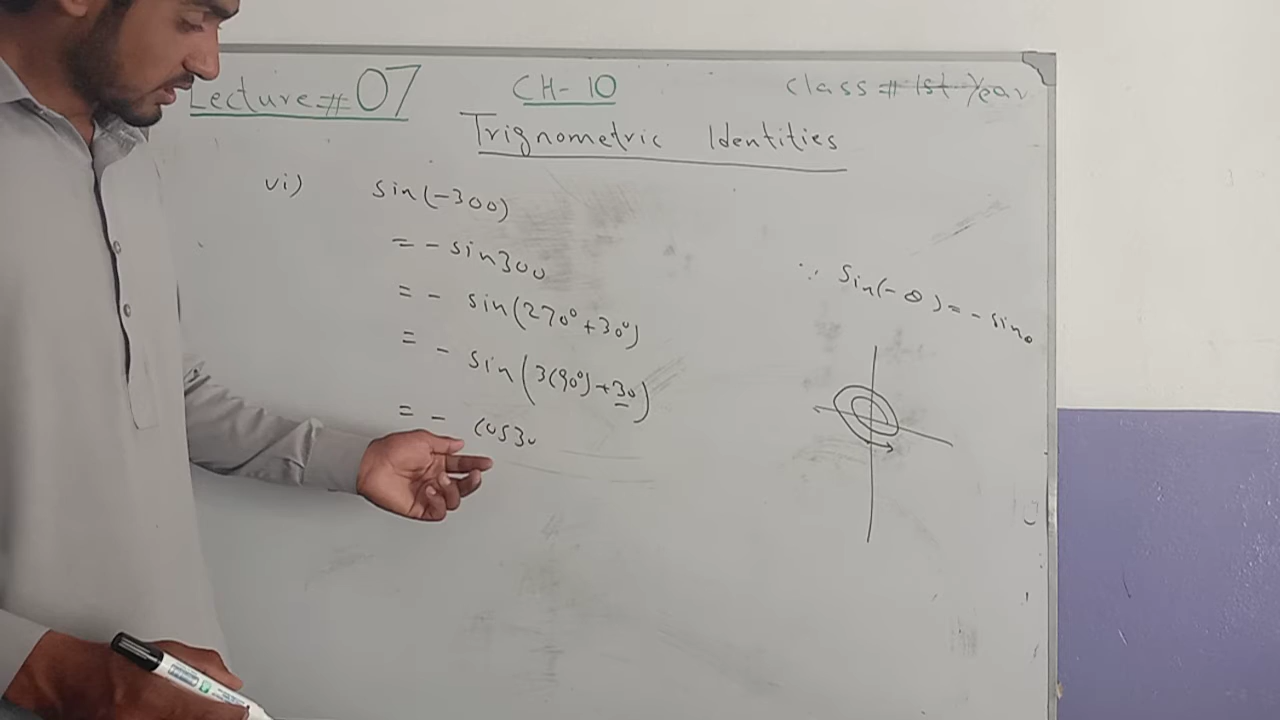 Lecture # 07 CH- 10 class # 1st Year
Trignometric Identities
vi) sin(-300)
= - sin300
= - sin(270° + 30°)
= - sin(3(90°) + 30)
= - cos30
∵ Sin(-θ) = - sinθ